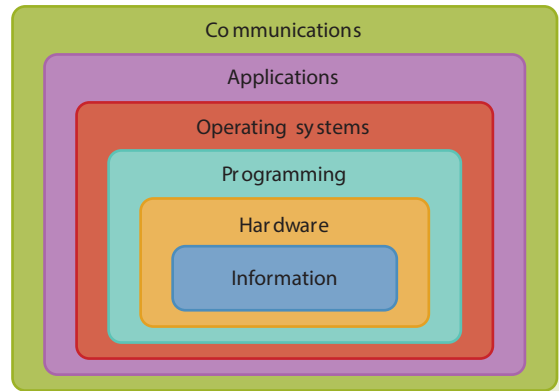 Communications
Applications
Operating systems
Programming
Hardware
Information